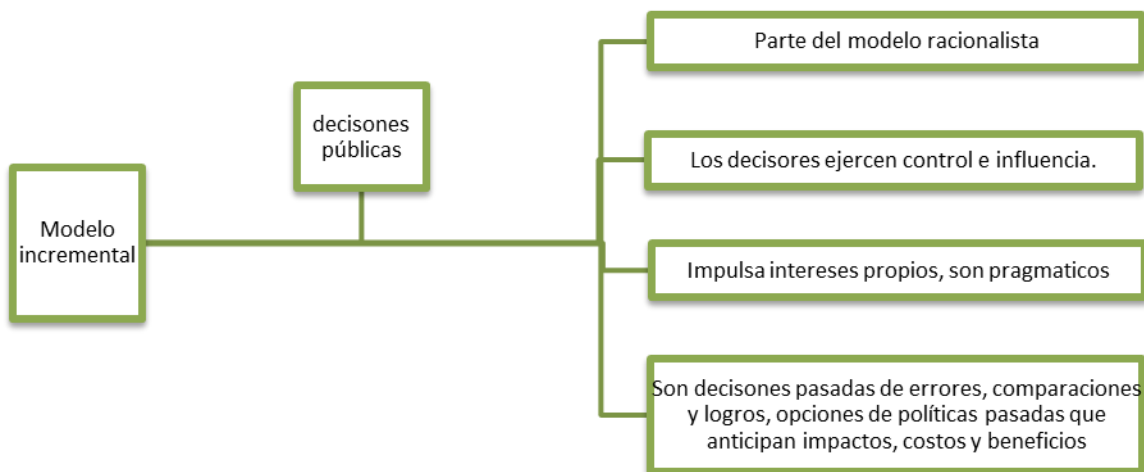 Modelo
incremental
decisones
públicas
Parte del modelo racionalista
Los decisores ejercen control e influencia.
Impulsa intereses propios, son pragmaticos
Son decisones pasadas de errores, comparaciones
y logros, opciones de políticas pasadas que
anticipan impactos, costos y beneficios